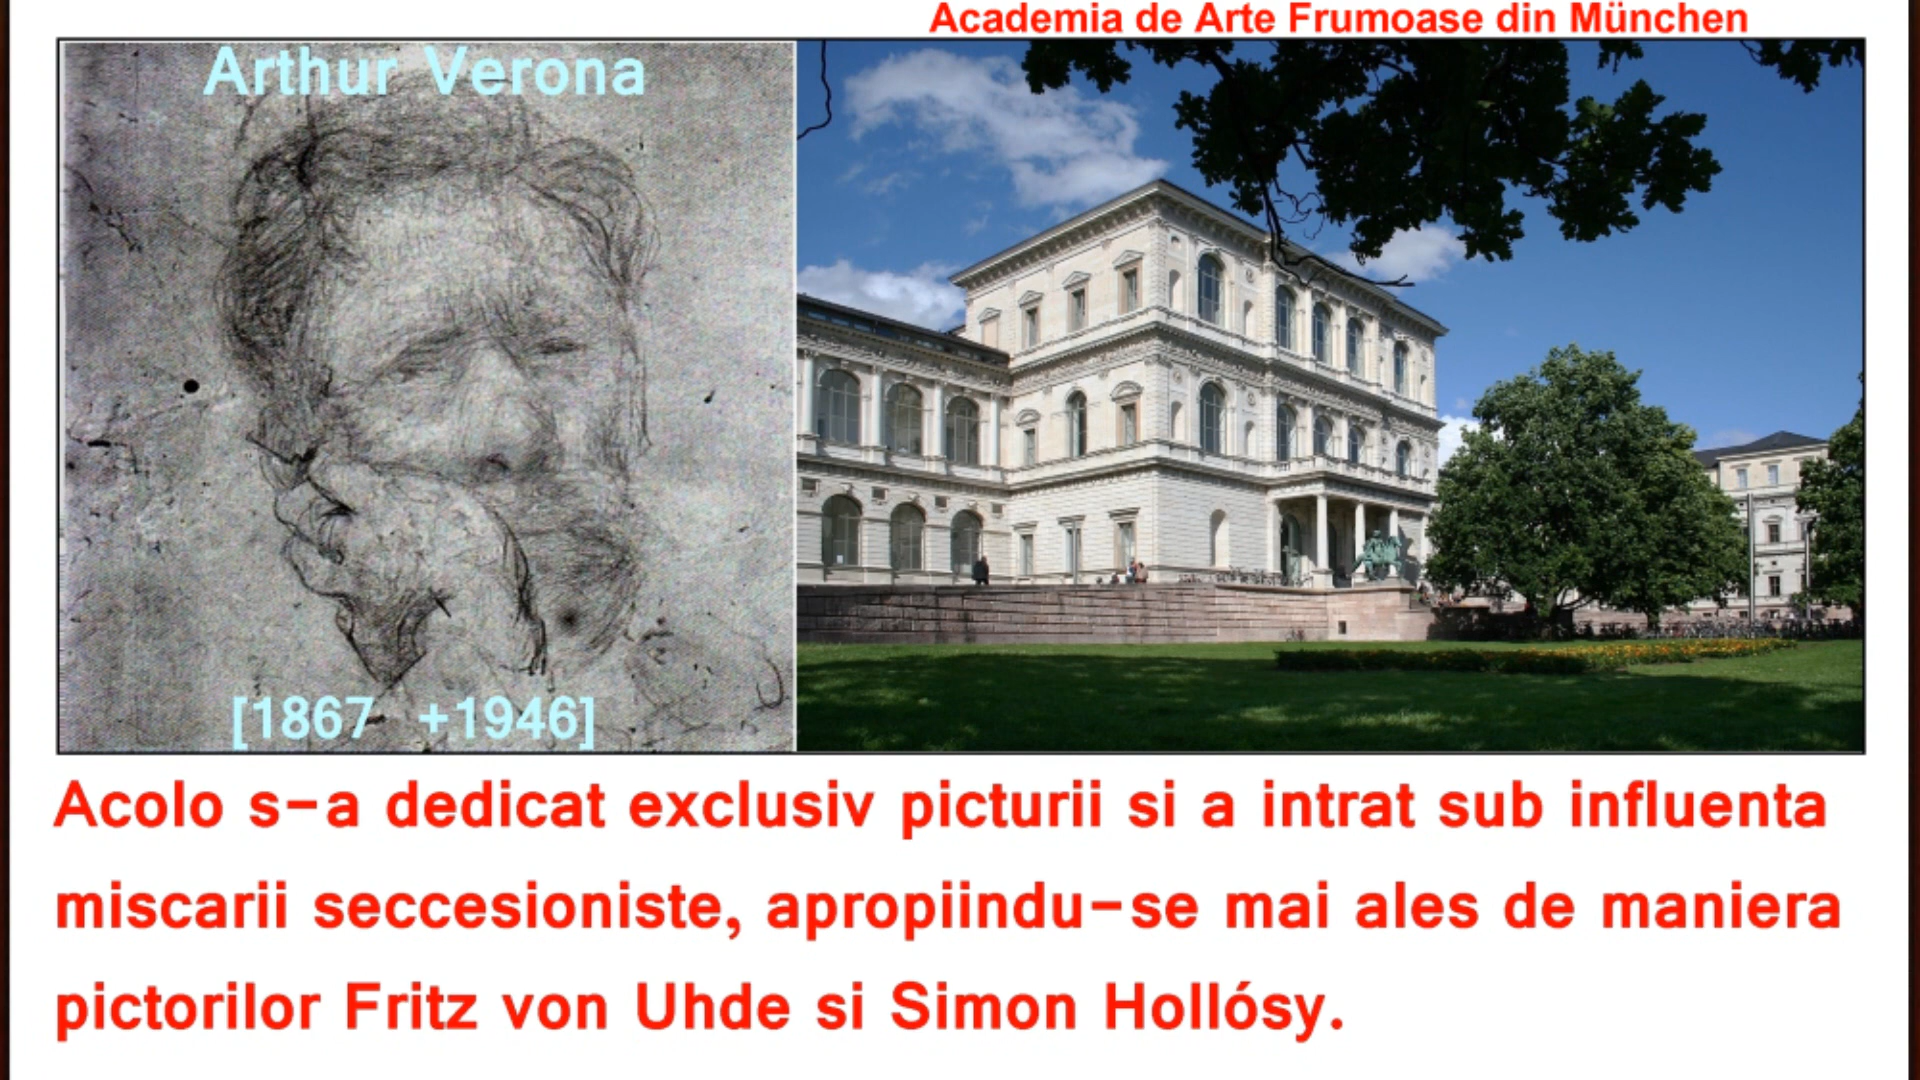 Academia de Arte Frumoase din München
Arthur Verona
[1867 +1946]
Acolo s-a dedicat exclusiv picturii si a intrat sub influenta
miscarii seccesioniste, apropiindu-se mai ales de maniera
pictorilor Fritz von Uhde si Simon Hollósy.